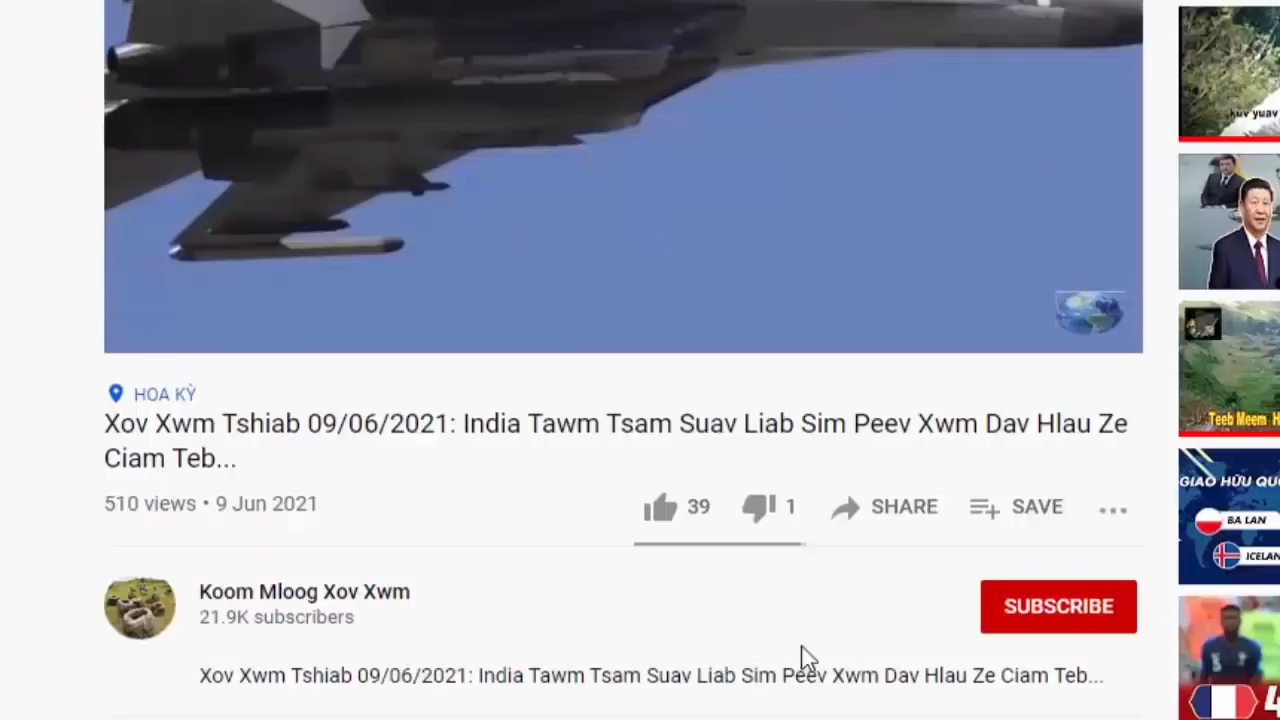 HOA KỲ
Xov Xwm Tshiab 09/06/2021: India Tawm Tsam Suav Liab Sim Peev Xwm Dav Hlau Ze
Ciam Teb...
510 views • 9 Jun 2021
39
1
SHARE
SAVE
Koom Mloog Xov Xwm
21.9K subscribers
SUBSCRIBE
Xov Xwm Tshiab 09/06/2021: India Tawm Tsam Suav Liab Sim Peev Xwm Dav Hlau Ze Ciam Teb...
kuv yuav
Teeb Meem H
GIAO HỮU QUỐ
BA LAN
ICELAN
4